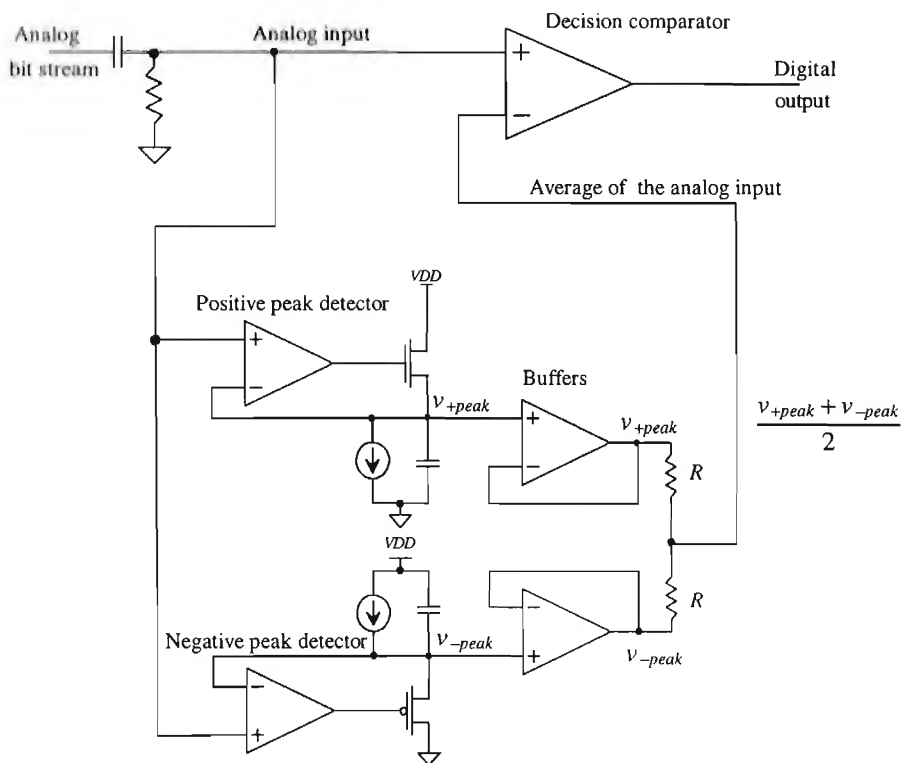 Decision comparator
Analog
bit stream
Analog input
+
−
Digital
output
Average of the analog input
VDD
Positive peak detector
+
−
v+peak
Buffers
+
−
v+peak
R
v+peak + v−peak
2
VDD
R
Negative peak detector
v−peak
−
+
v−peak
−
+